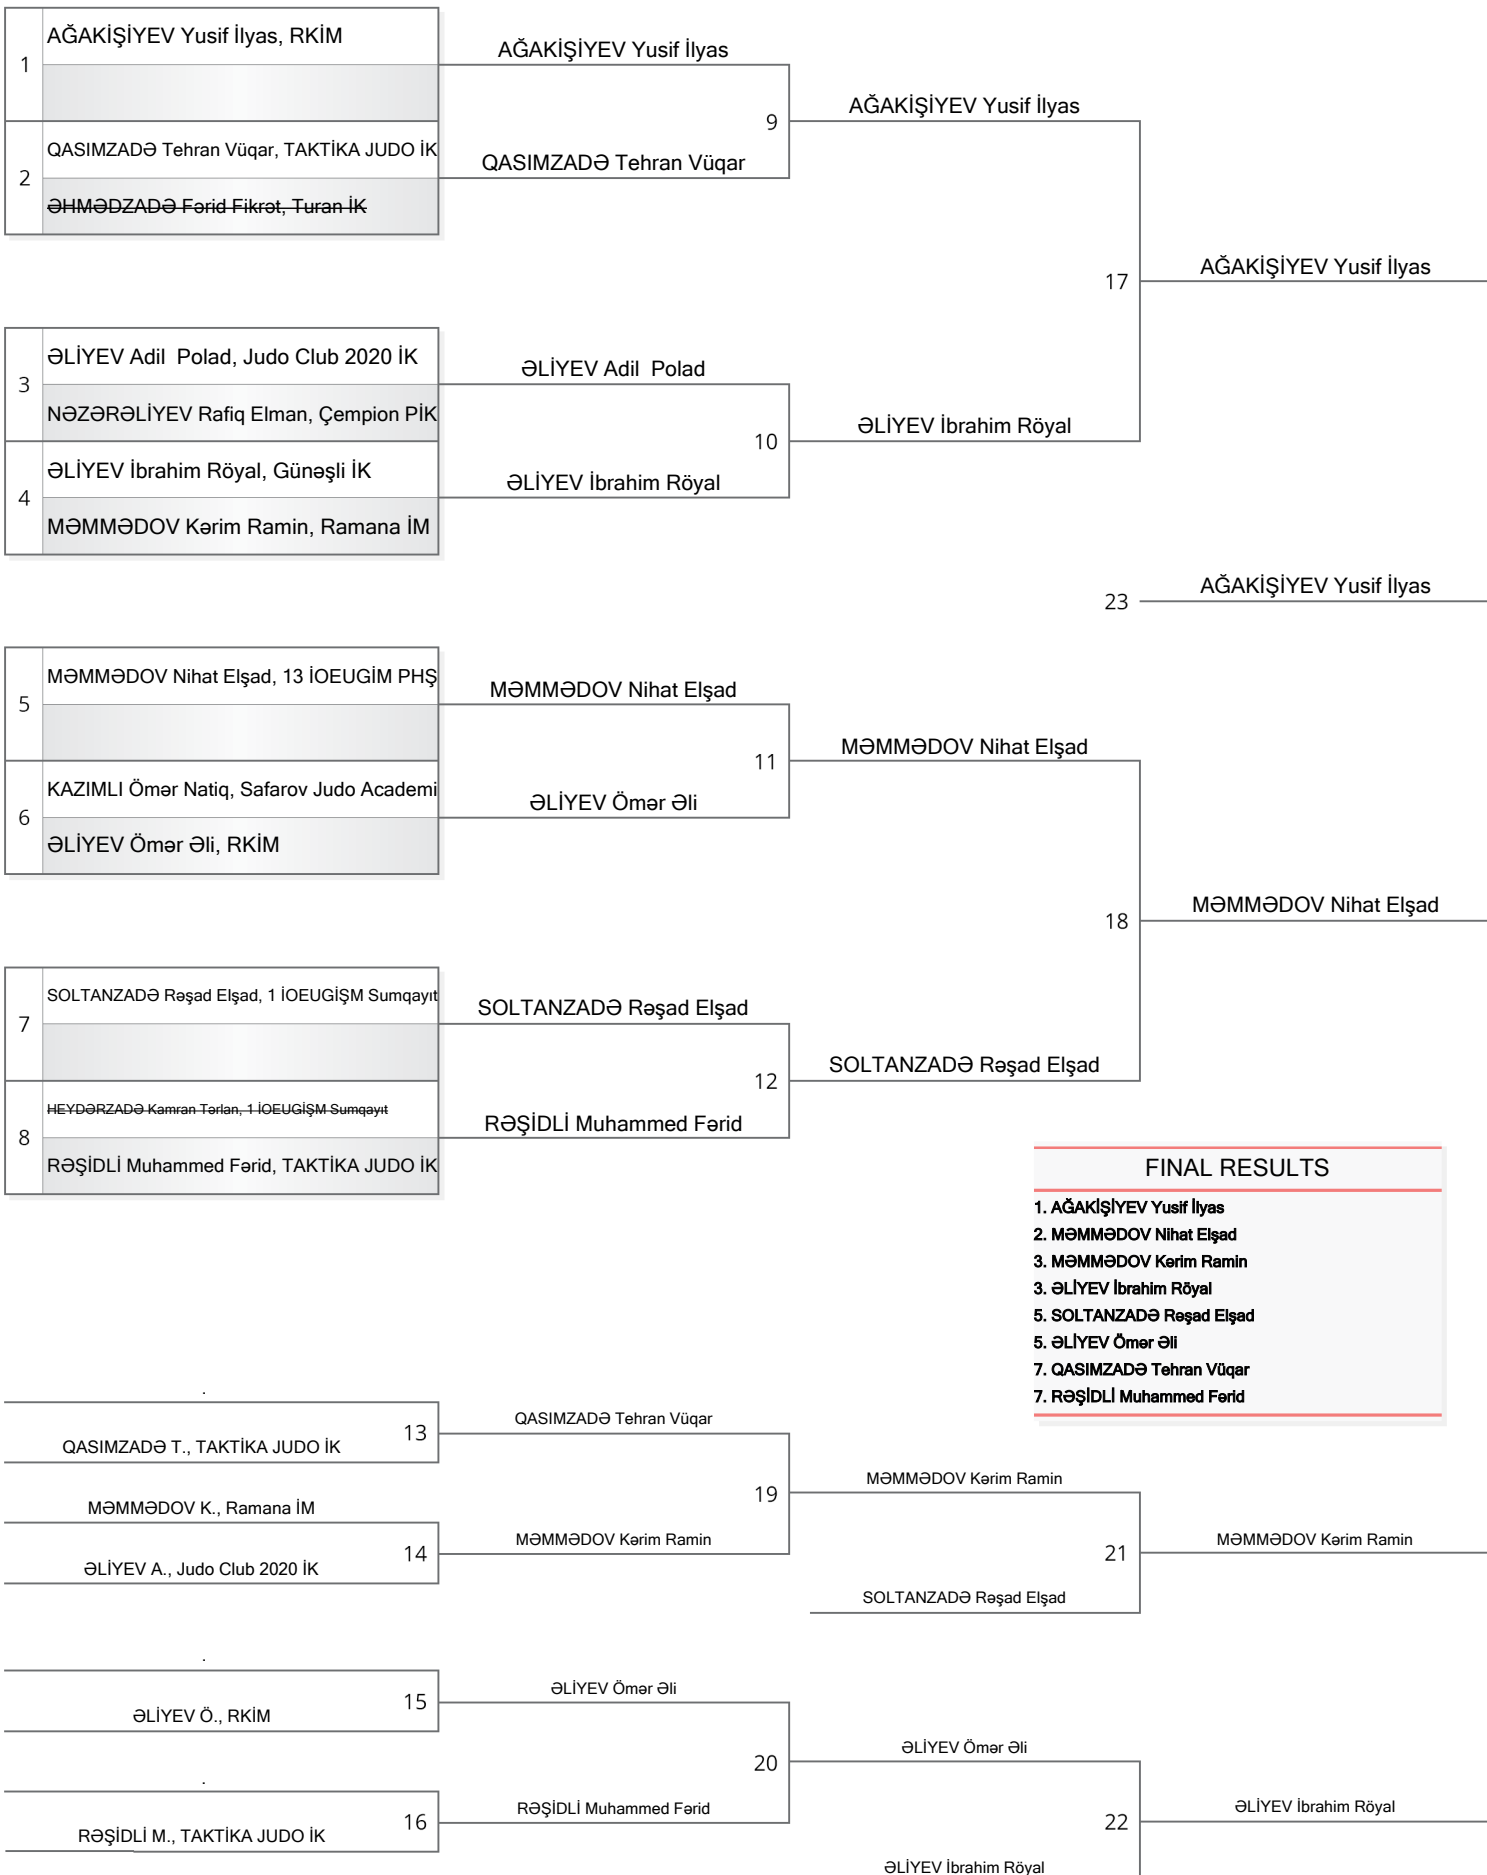 AĞAKİŞİYEV Yusif İlyas, RKİM
1
AĞAKİŞİYEV Yusif İlyas
9
AĞAKİŞİYEV Yusif İlyas
QASIMZADƏ Tehran Vüqar, TAKTİKA JUDO İK
2
QASIMZADƏ Tehran Vüqar
ƏHMƏDZADƏ Fərid Fikrət, Turan İK
17
AĞAKİŞİYEV Yusif İlyas
ƏLİYEV Adil  Polad, Judo Club 2020 İK
3
ƏLİYEV Adil  Polad
NƏZƏRƏLİYEV Rafiq Elman, Çempion PİK
10
ƏLİYEV İbrahim Röyal
ƏLİYEV İbrahim Röyal, Günəşli İK
4
ƏLİYEV İbrahim Röyal
MƏMMƏDOV Kərim Ramin, Ramana İM
23
AĞAKİŞİYEV Yusif İlyas
MƏMMƏDOV Nihat Elşad, 13 İOEUGİM PHŞ
5
MƏMMƏDOV Nihat Elşad
11
MƏMMƏDOV Nihat Elşad
KAZIMLI Ömər Natiq, Safarov Judo Academi
6
ƏLİYEV Ömər Əli
ƏLİYEV Ömər Əli, RKİM
18
MƏMMƏDOV Nihat Elşad
SOLTANZADƏ Rəşad Elşad, 1 İOEUGİŞM Sumqayıt
7
SOLTANZADƏ Rəşad Elşad
12
SOLTANZADƏ Rəşad Elşad
HEYDƏRZADƏ Kamran Tərlan, 1 İOEUGİŞM Sumqayıt
8
RƏŞİDLİ Muhammed Fərid
RƏŞİDLİ Muhammed Fərid, TAKTİKA JUDO İK
FINAL RESULTS
1. AĞAKİŞİYEV Yusif İlyas
2. MƏMMƏDOV Nihat Elşad
3. MƏMMƏDOV Kərim Ramin
3. ƏLİYEV İbrahim Röyal
5. SOLTANZADƏ Rəşad Elşad
5. ƏLİYEV Ömər Əli
7. QASIMZADƏ Tehran Vüqar
7. RƏŞİDLİ Muhammed Fərid
.
13
QASIMZADƏ Tehran Vüqar
QASIMZADƏ T., TAKTİKA JUDO İK
19
MƏMMƏDOV Kərim Ramin
MƏMMƏDOV K., Ramana İM
14
MƏMMƏDOV Kərim Ramin
ƏLİYEV A., Judo Club 2020 İK
21
MƏMMƏDOV Kərim Ramin
SOLTANZADƏ Rəşad Elşad
.
15
ƏLİYEV Ömər Əli
ƏLİYEV Ö., RKİM
20
ƏLİYEV Ömər Əli
.
16
RƏŞİDLİ Muhammed Fərid
RƏŞİDLİ M., TAKTİKA JUDO İK
22
ƏLİYEV İbrahim Röyal
ƏLİYEV İbrahim Röyal